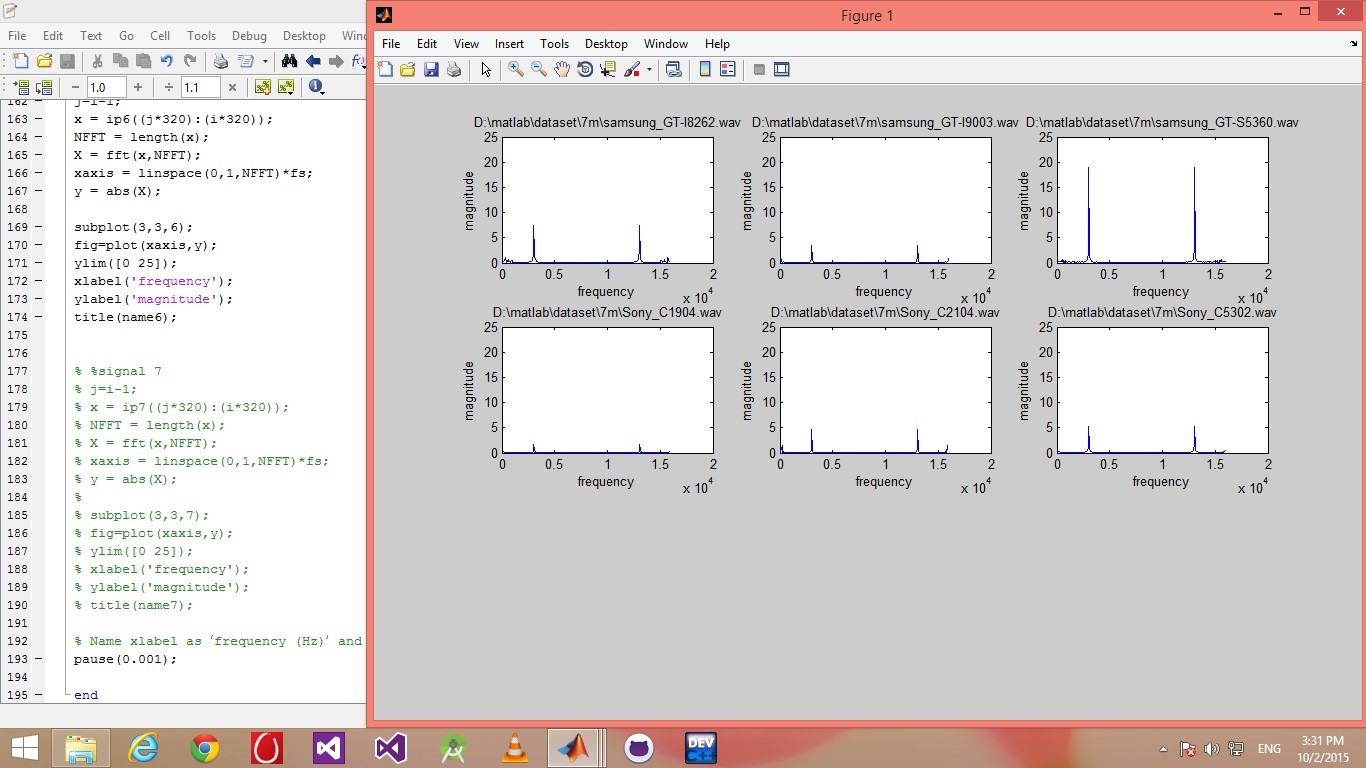 File Edit Text Go Cell Tools Debug Desktop
1.0 1.1
162 j=i-1;
163 x = ip6((j*320):(i*320));
164 NFFT = length(x);
165 X = fft(x,NFFT);
166 xaxis = linspace(0,1,NFFT)*fs;
167 y = abs(X);
168
169 subplot(3,3,6);
170 fig=plot(xaxis,y);
171 ylim([0 25]);
172 xlabel('frequency');
173 ylabel('magnitude');
174 title(name6);
175
176
177 % %signal 7
178 % j=i-1;
179 % x = ip7((j*320):(i*320));
180 % NFFT = length(x);
181 % X = fft(x,NFFT);
182 % xaxis = linspace(0,1,NFFT)*fs;
183 % y = abs(X);
184 %
185 % subplot(3,3,7);
186 % fig=plot(xaxis,y);
187 % ylim([0 25]);
188 % xlabel('frequency');
189 % ylabel('magnitude');
190 % title(name7);
191
192 % Name xlabel as ‘frequency (Hz)’ and
193 pause(0.001);
194
195 end
Figure 1
File Edit View Insert Tools Desktop Window Help
D:\matlab\dataset\7m\samsung_GT-I8262.wav
magnitude
25
20
15
10
5
0
0 0.5 1 1.5 2
frequency
x 10^4
D:\matlab\dataset\7m\samsung_GT-I9003.wav
magnitude
25
20
15
10
5
0
0 0.5 1 1.5 2
frequency
x 10^4
D:\matlab\dataset\7m\samsung_GT-S5360.wav
magnitude
25
20
15
10
5
0
0 0.5 1 1.5 2
frequency
x 10^4
D:\matlab\dataset\7m\Sony_C1904.wav
magnitude
25
20
15
10
5
0
0 0.5 1 1.5 2
frequency
x 10^4
D:\matlab\dataset\7m\Sony_C2104.wav
magnitude
25
20
15
10
5
0
0 0.5 1 1.5 2
frequency
x 10^4
D:\matlab\dataset\7m\Sony_C5302.wav
magnitude
25
20
15
10
5
0
0 0.5 1 1.5 2
frequency
x 10^4
DEV
C++
ENG
3:31 PM
10/2/2015